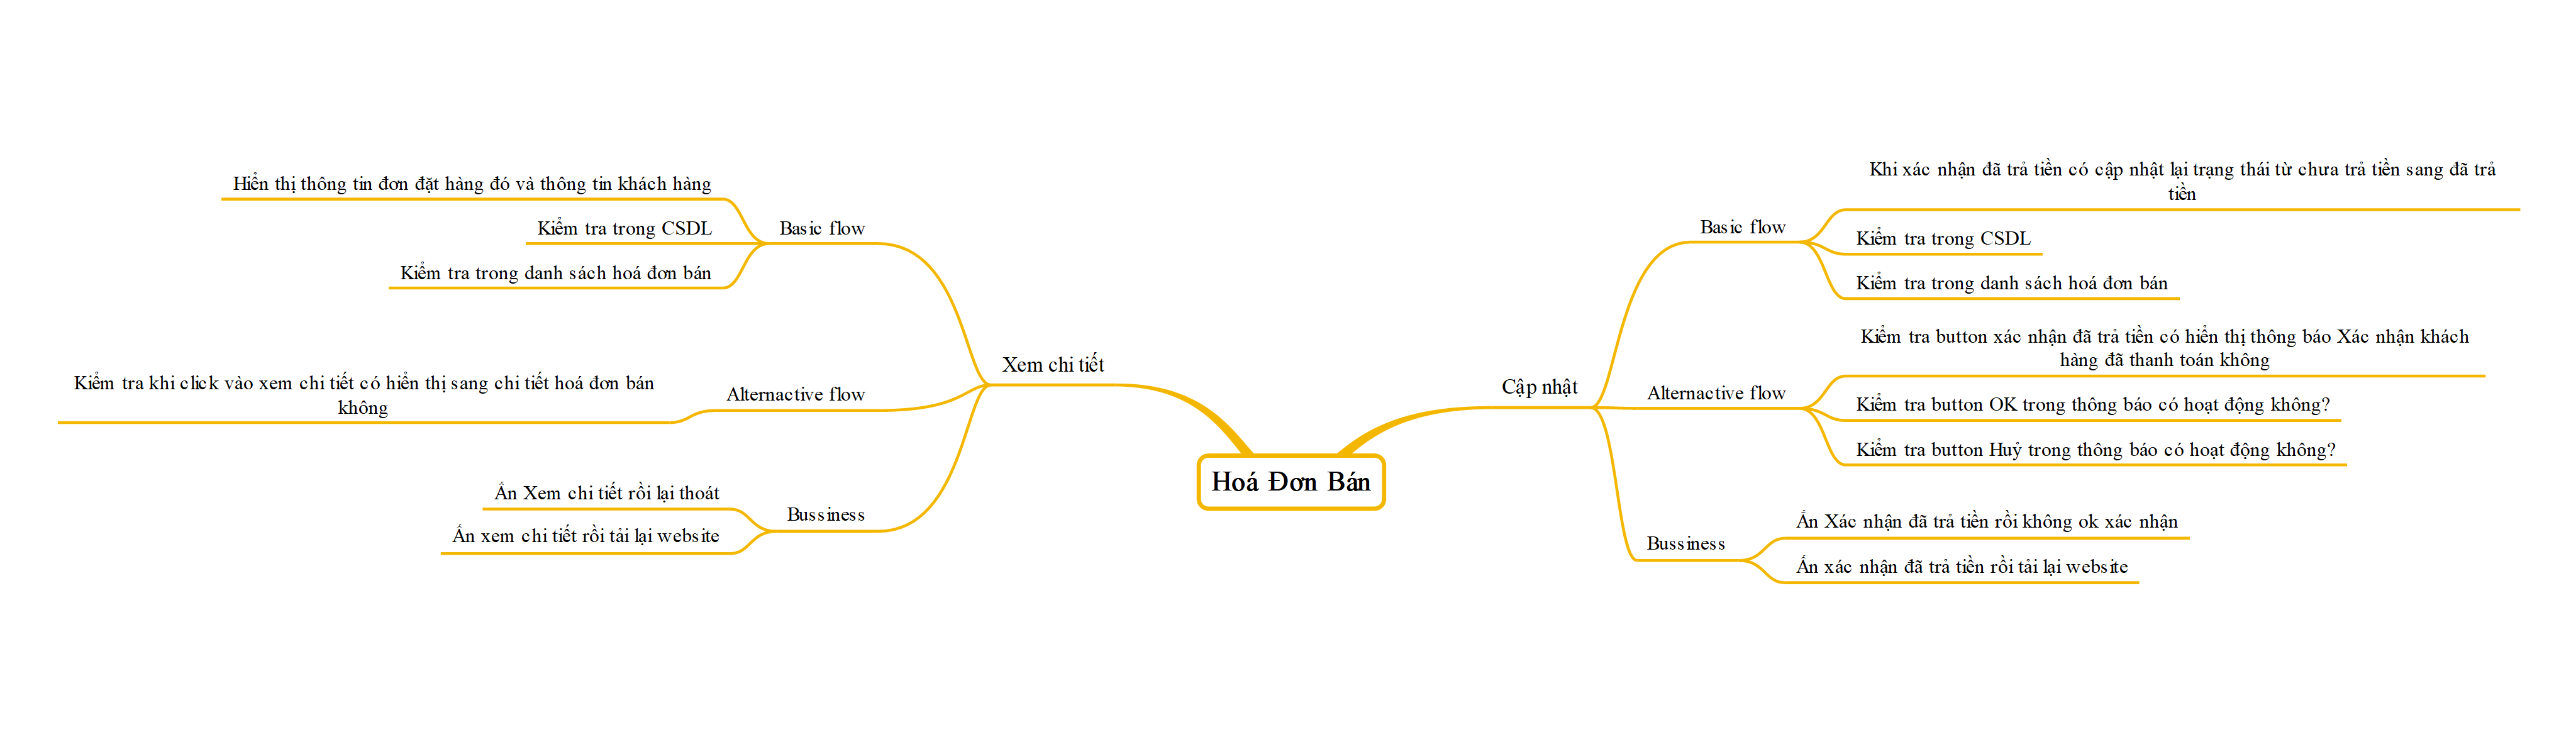 Hoá Đơn Bán
Xem chi tiết
Basic flow
Hiển thị thông tin đơn đặt hàng đó và thông tin khách hàng
Kiểm tra trong CSDL
Kiểm tra trong danh sách hoá đơn bán
Alternactive flow
Kiểm tra khi click vào xem chi tiết có hiển thị sang chi tiết hoá đơn bán
không
Bussiness
Ấn Xem chi tiết rồi lại thoát
Ấn xem chi tiết rồi tải lại website
Cập nhật
Basic flow
Khi xác nhận đã trả tiền có cập nhật lại trạng thái từ chưa trả tiền sang đã trả
tiền
Kiểm tra trong CSDL
Kiểm tra trong danh sách hoá đơn bán
Alternactive flow
Kiểm tra button xác nhận đã trả tiền có hiển thị thông báo Xác nhận khách
hàng đã thanh toán không
Kiểm tra button OK trong thông báo có hoạt động không?
Kiểm tra button Huỷ trong thông báo có hoạt động không?
Bussiness
Ấn Xác nhận đã trả tiền rồi không ok xác nhận
Ấn xác nhận đã trả tiền rồi tải lại website